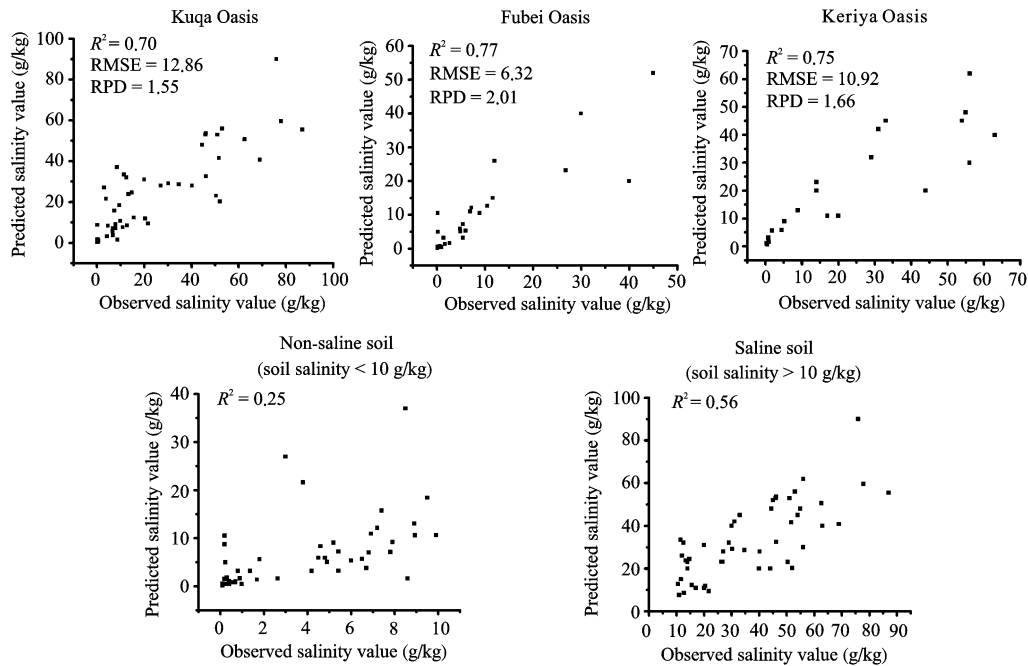 Kuqa Oasis
R² = 0.70
RMSE = 12.86
RPD = 1.55
Predicted salinity value (g/kg)
100
80
60
40
20
0
0 20 40 60 80 100
Observed salinity value (g/kg)
Fubei Oasis
R² = 0.77
RMSE = 6.32
RPD = 2.01
Predicted salinity value (g/kg)
60
50
40
30
20
10
0
0 10 20 30 40 50
Observed salinity value (g/kg)
Keriya Oasis
R² = 0.75
RMSE = 10.92
RPD = 1.66
Predicted salinity value (g/kg)
70
60
50
40
30
20
10
0
0 10 20 30 40 50 60 70
Observed salinity value (g/kg)
Non-saline soil
(soil salinity < 10 g/kg)
R² = 0.25
Predicted salinity value (g/kg)
40
30
20
10
0
0 2 4 6 8 10
Observed salinity value (g/kg)
Saline soil
(soil salinity > 10 g/kg)
R² = 0.56
Predicted salinity value (g/kg)
100
80
60
40
20
0
0 10 20 30 40 50 60 70 80 90
Observed salinity value (g/kg)